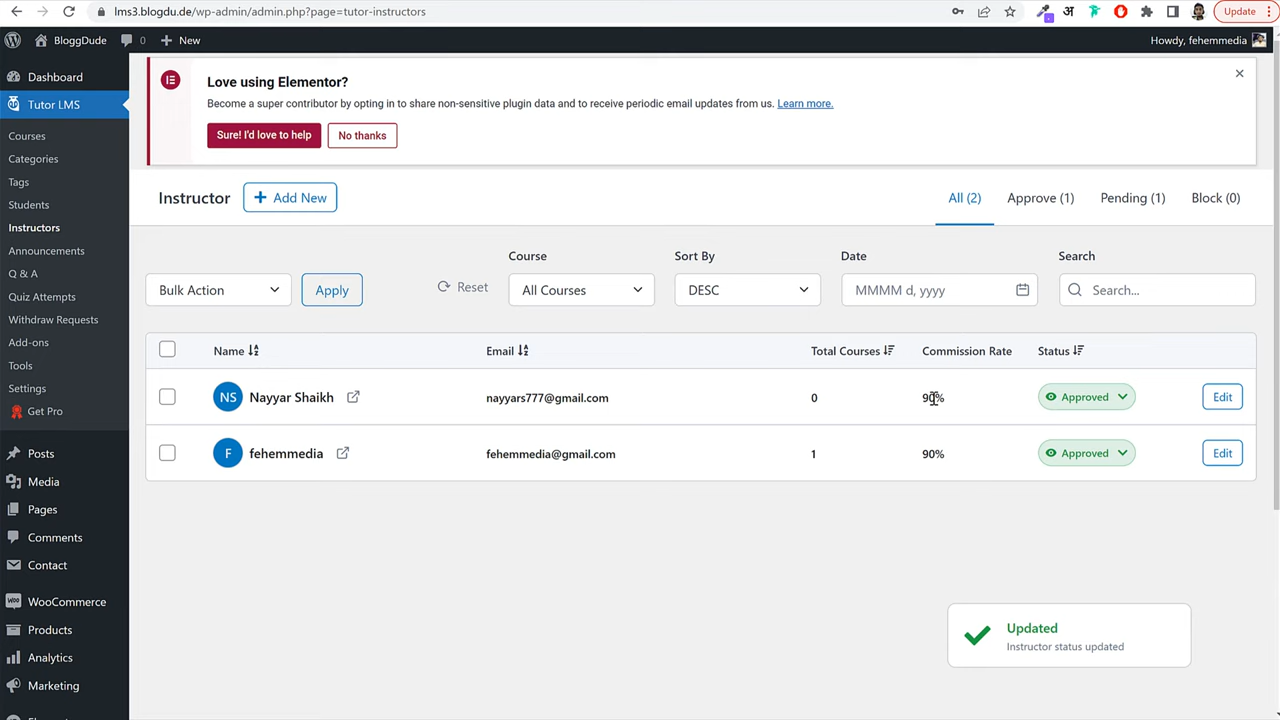 lms3.blogdu.de/wp-admin/admin.php?page=tutor-instructors
अ
Update
BloggDude
0
New
Howdy, fehemmedia
Dashboard
Tutor LMS
Courses
Categories
Tags
Students
Instructors
Announcements
Q & A
Quiz Attempts
Withdraw Requests
Add-ons
Tools
Settings
Get Pro
Posts
Media
Pages
Comments
Contact
WooCommerce
Products
Analytics
Marketing
Love using Elementor?
Become a super contributor by opting in to share non-sensitive plugin data and to receive periodic email updates from us. Learn more.
Sure! I'd love to help
No thanks
Instructor
Add New
All (2)
Approve (1)
Pending (1)
Block (0)
Course
Sort By
Date
Search
Bulk Action
Apply
Reset
All Courses
DESC
MMMM d, yyyy
Search...
Name
Email
Total Courses
Commission Rate
Status
NS Nayyar Shaikh nayyars777@gmail.com 0 90% Approved Edit
F fehemmedia fehemmedia@gmail.com 1 90% Approved Edit
Updated
Instructor status updated